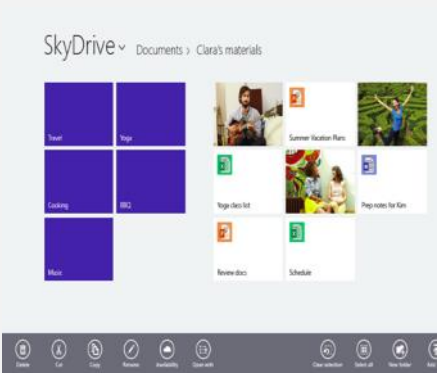 SkyDrive Documents > Clara's materials
Travel
Yoga
Summer Vacation Plans
Cooking
BBQ
Yoga class list
Prep notes for Kim
Music
Review docs
Schedule
Delete
Cut
Copy
Rename
Availability
Open with
Clear selection
Select all
New folder